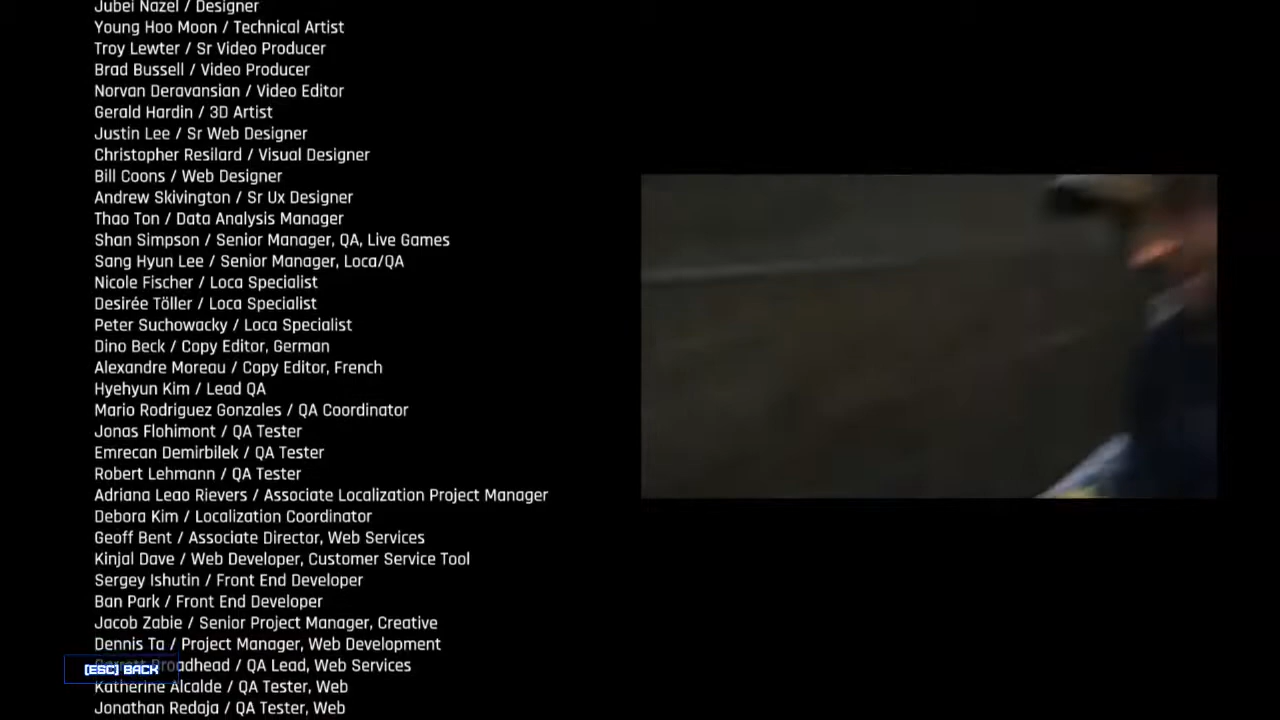 Jubei Nazel / Designer
Young Hoo Moon / Technical Artist
Troy Lewter / Sr Video Producer
Brad Bussell / Video Producer
Norvan Deravansian / Video Editor
Gerald Hardin / 3D Artist
Justin Lee / Sr Web Designer
Christopher Resilard / Visual Designer
Bill Coons / Web Designer
Andrew Skivington / Sr Ux Designer
Thao Ton / Data Analysis Manager
Shan Simpson / Senior Manager, QA, Live Games
Sang Hyun Lee / Senior Manager, Loca/QA
Nicole Fischer / Loca Specialist
Desirée Töller / Loca Specialist
Peter Suchowacky / Loca Specialist
Dino Beck / Copy Editor, German
Alexandre Moreau / Copy Editor, French
Hyehyun Kim / Lead QA
Mario Rodriguez Gonzales / QA Coordinator
Jonas Flohimont / QA Tester
Emrecan Demirbilek / QA Tester
Robert Lehmann / QA Tester
Adriana Leao Rievers / Associate Localization Project Manager
Debora Kim / Localization Coordinator
Geoff Bent / Associate Director, Web Services
Kinjal Dave / Web Developer, Customer Service Tool
Sergey Ishutin / Front End Developer
Ban Park / Front End Developer
Jacob Zabie / Senior Project Manager, Creative
Dennis Ta / Project Manager, Web Development
Broadhead / QA Lead, Web Services
[ESC] BACK
Katherine Alcalde / QA Tester, Web
Jonathan Redaja / QA Tester, Web